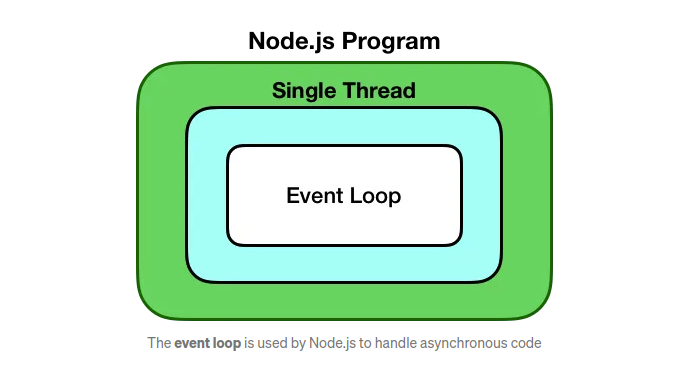 Node.js Program
Single Thread
Event Loop
The event loop is used by Node.js to handle asynchronous code